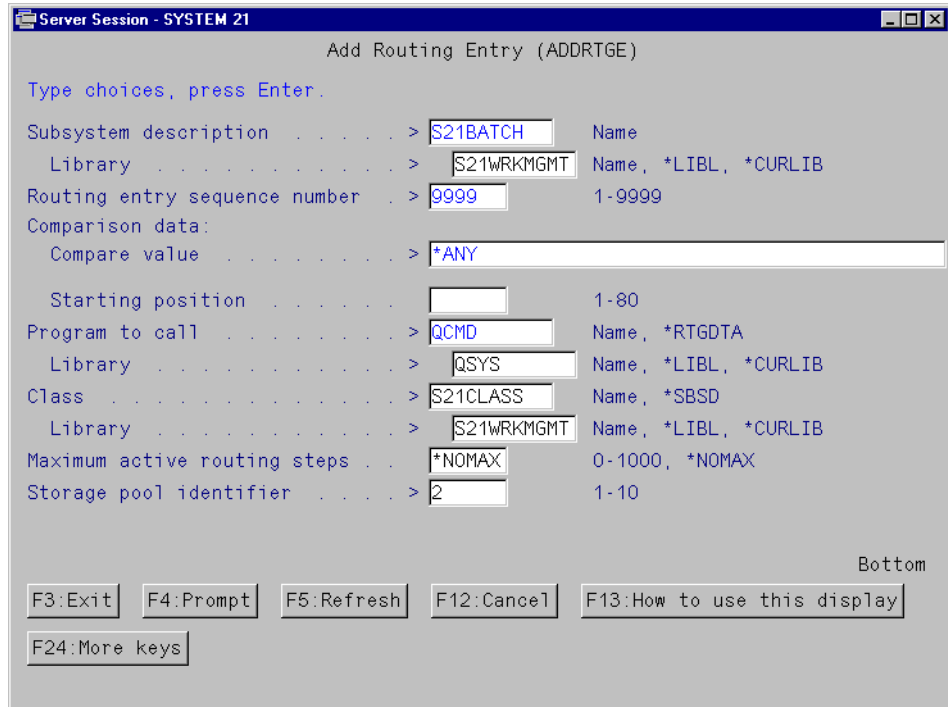 Server Session - SYSTEM 21
Add Routing Entry (ADDRTGE)
Type choices, press Enter.
Subsystem description . . . . . > S21BATCH Name
Library . . . . . . . . . . . > S21WRKMGMT Name, *LIBL, *CURLIB
Routing entry sequence number . > 9999 1-9999
Comparison data:
Compare value . . . . . . . . > *ANY
Starting position . . . . . . 1-80
Program to call . . . . . . . . > QCMD Name, *RTGDTA
Library . . . . . . . . . . . > QSYS Name, *LIBL, *CURLIB
Class . . . . . . . . . . . . . > S21CLASS Name, *SBSD
Library . . . . . . . . . . . > S21WRKMGMT Name, *LIBL, *CURLIB
Maximum active routing steps . . *NOMAX 0-1000, *NOMAX
Storage pool identifier . . . . > 2 1-10
Bottom
F3:Exit F4:Prompt F5:Refresh F12:Cancel F13:How to use this display
F24:More keys